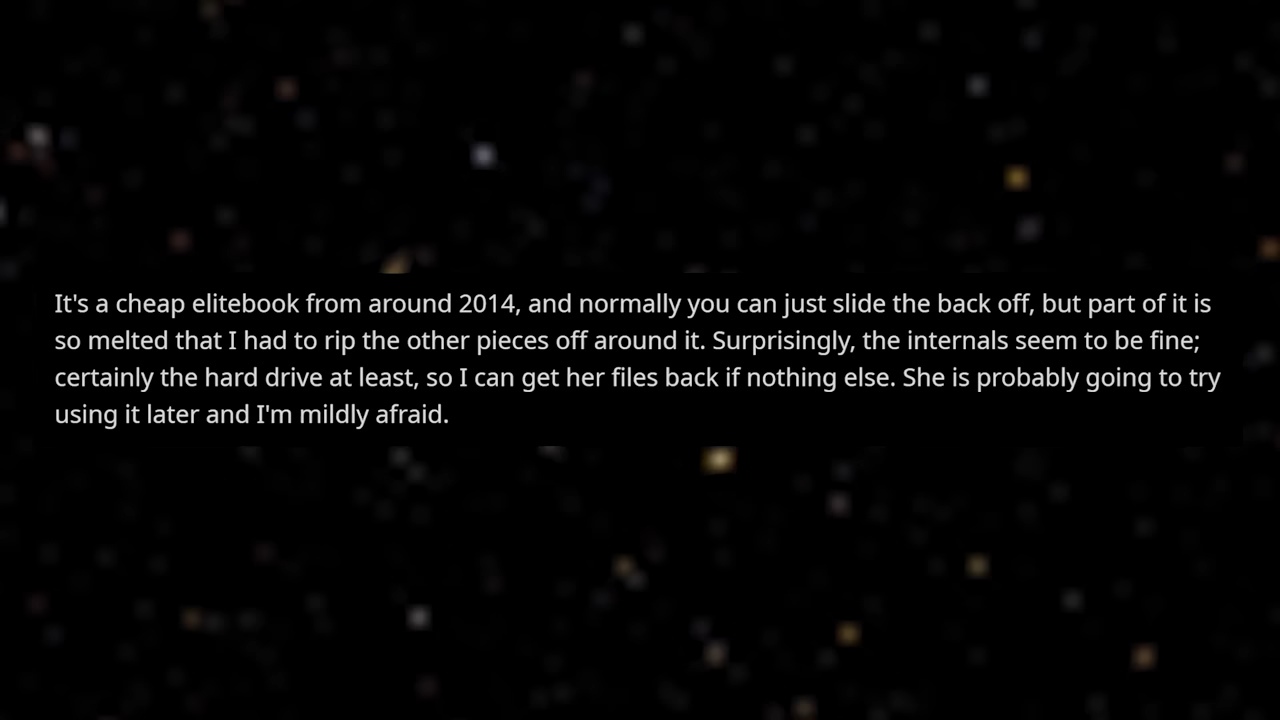 It's a cheap elitebook from around 2014, and normally you can just slide the back off, but part of it is
so melted that I had to rip the other pieces off around it. Surprisingly, the internals seem to be fine;
certainly the hard drive at least, so I can get her files back if nothing else. She is probably going to try
using it later and I'm mildly afraid.